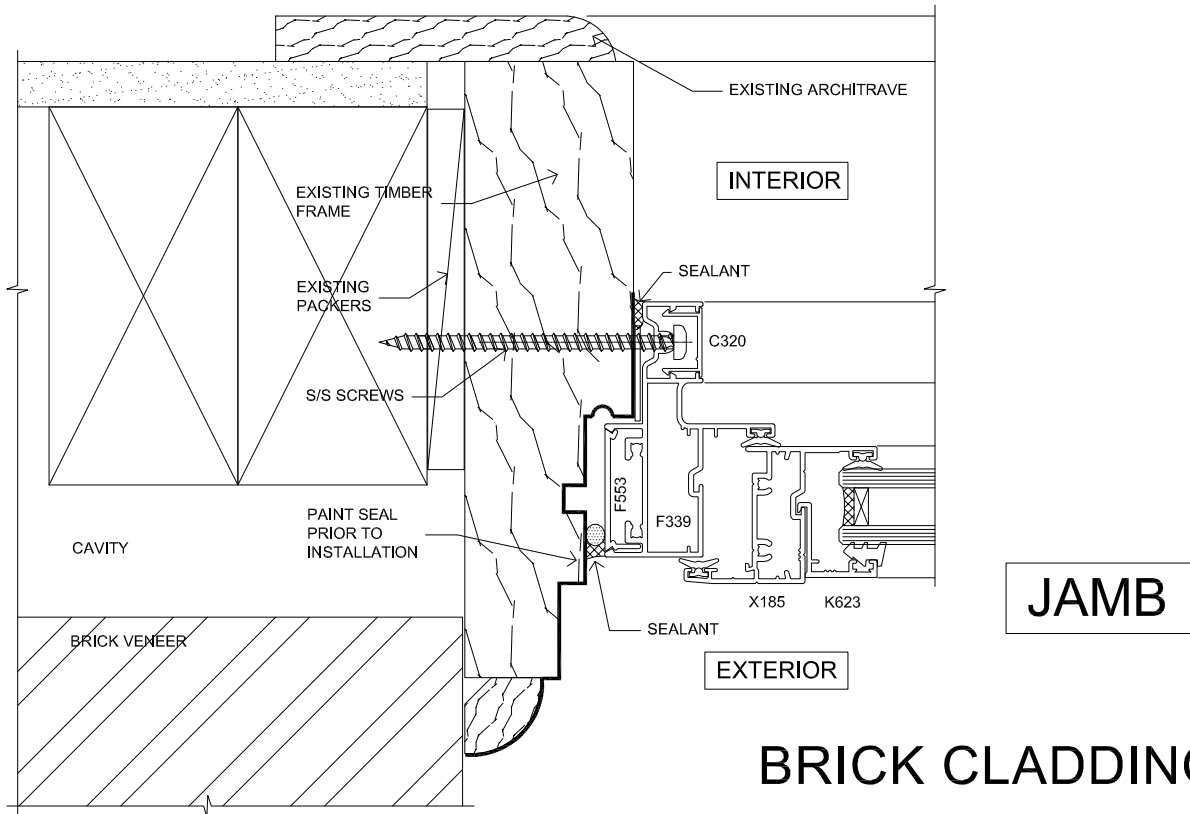 EXISTING ARCHITRAVE
INTERIOR
EXISTING TIMBER
FRAME
SEALANT
EXISTING
PACKERS
C320
S/S SCREWS
F553
F339
PAINT SEAL
PRIOR TO
INSTALLATION
CAVITY
X185
K623
JAMB
BRICK VENEER
SEALANT
EXTERIOR
BRICK CLADDING